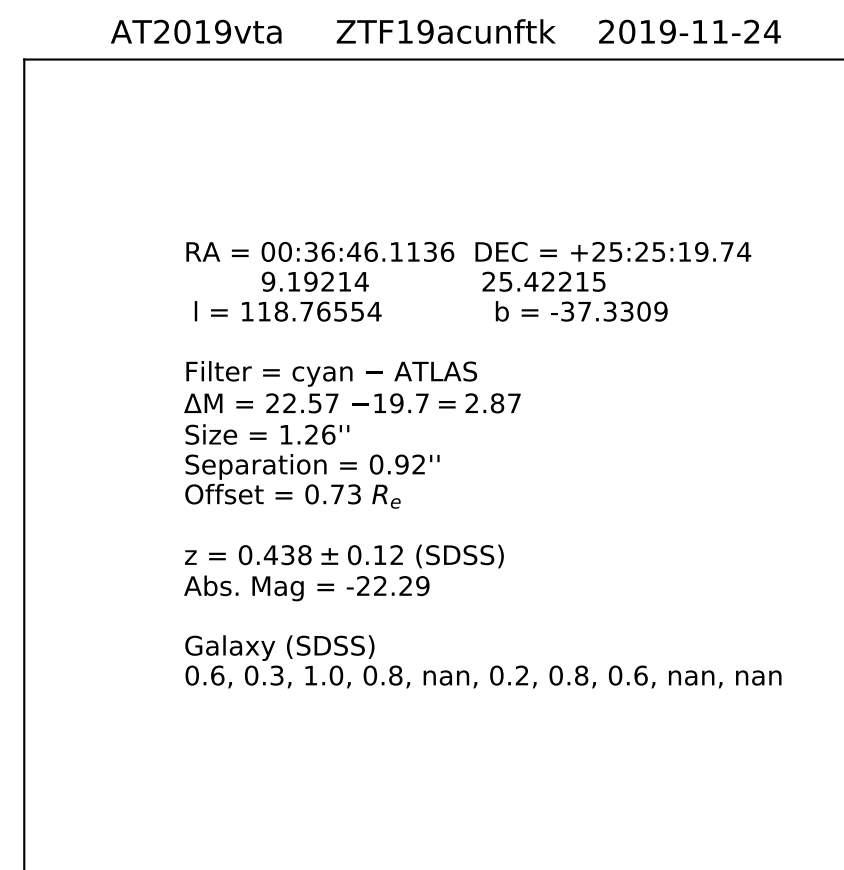 AT2019vta ZTF19acunftk 2019-11-24
RA = 00:36:46.1136 DEC = +25:25:19.74
9.19214 25.42215
l = 118.76554 b = -37.3309
Filter = cyan − ATLAS
ΔM = 22.57 −19.7 = 2.87
Size = 1.26''
Separation = 0.92''
Offset = 0.73 Rₑ
z = 0.438 ± 0.12 (SDSS)
Abs. Mag = -22.29
Galaxy (SDSS)
0.6, 0.3, 1.0, 0.8, nan, 0.2, 0.8, 0.6, nan, nan